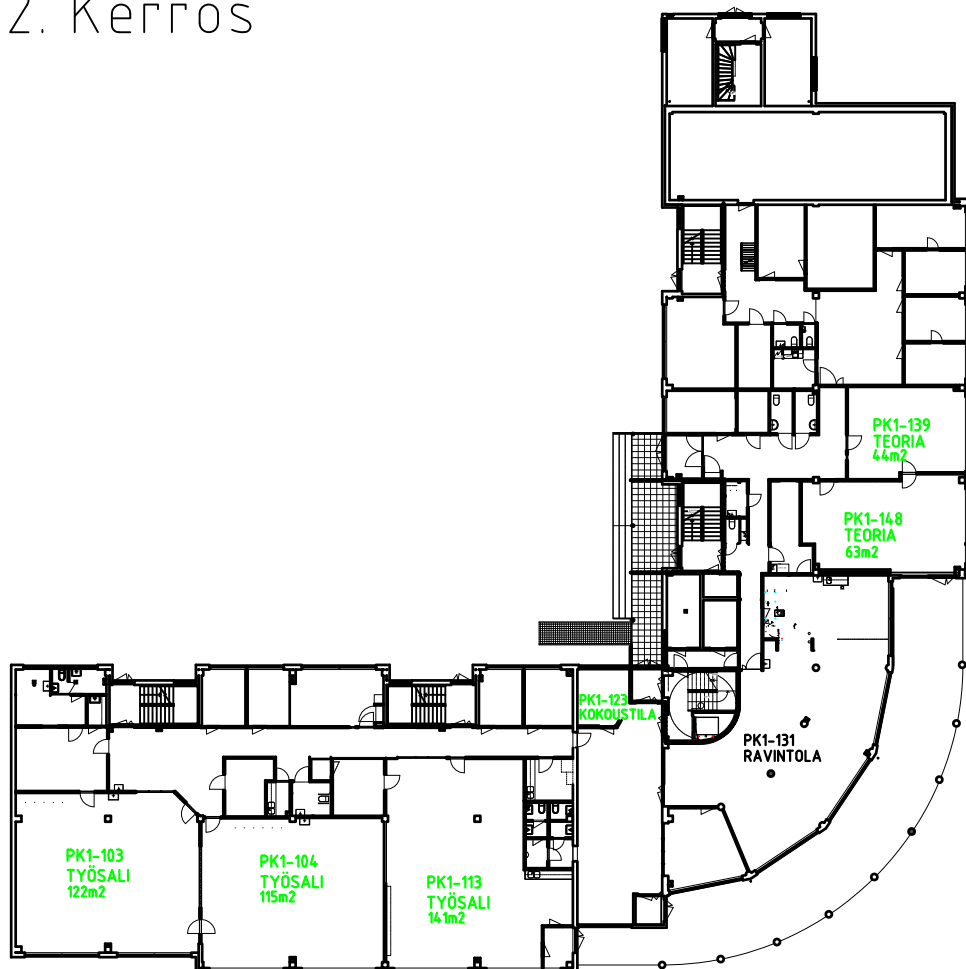 2. Kerros
PK1-139
TEORIA
44m2
PK1-148
TEORIA
63m2
PK1-123
KOKOUSTILA
PK1-131
RAVINTOLA
PK1-103
TYÖSALI
122m2
PK1-104
TYÖSALI
115m2
PK1-113
TYÖSALI
141m2